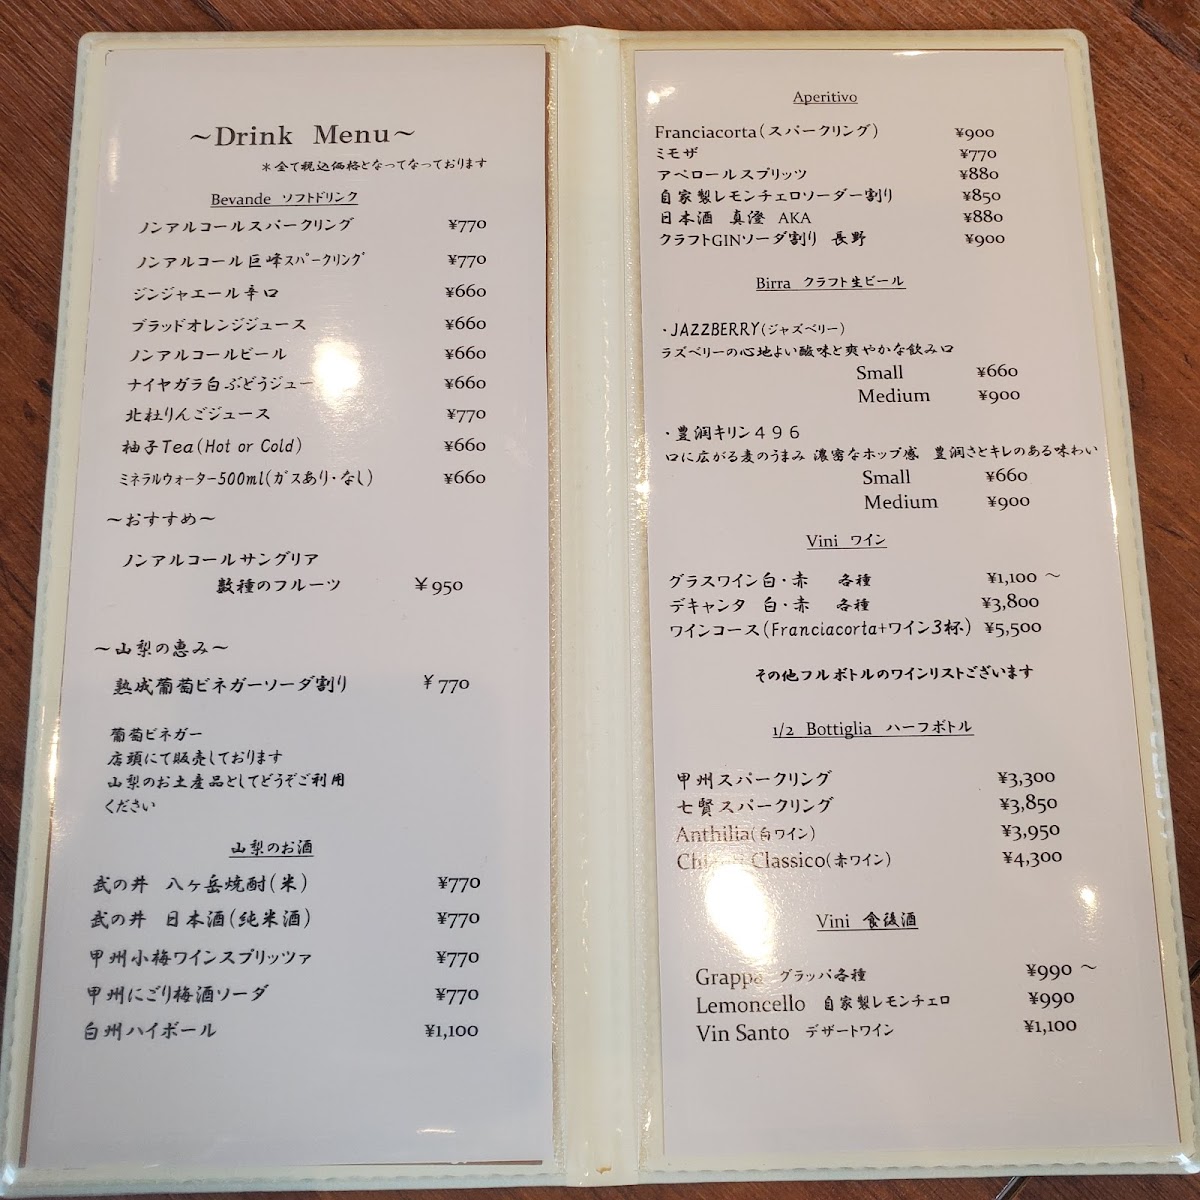 ～Drink Menu～
＊全て税込価格となってなっております
Bevande ソフトドリンク
ノンアルコールスパークリング ¥770
ノンアルコール巨峰ｽﾊﾟｰｸﾘﾝｸﾞ ¥770
ジンジャエール辛口 ¥660
ブラッドオレンジジュース ¥660
ノンアルコールビール ¥660
ナイヤガラ白ぶどうジュー ¥660
北杜りんごジュース ¥770
柚子Tea(Hot or Cold) ¥660
ミネラルウォーター500ml(ガスあり・なし) ¥660
～おすすめ～
ノンアルコールサングリア
数種のフルーツ ¥950
～山梨の恵み～
熟成葡萄ビネガーソーダ割り ¥770
葡萄ビネガー
店頭にて販売しております
山梨のお土産品としてどうぞご利用
ください
山梨のお酒
武の井 八ヶ岳焼酎(米) ¥770
武の井 日本酒(純米酒) ¥770
甲州小梅ワインスプリッツァ ¥770
甲州にごり梅酒ソーダ ¥770
白州ハイボール ¥1,100
Aperitivo
Franciacorta(スパークリング) ¥900
ミモザ ¥770
アペロールスプリッツ ¥880
自家製レモンチェロソーダー割り ¥850
日本酒 真澄 AKA ¥880
クラフトGINソーダ割り 長野 ¥900
Birra クラフト生ビール
・JAZZBERRY(ジャズベリー)
ラズベリーの心地よい酸味と爽やかな飲み口
Small ¥660
Medium ¥900
・豊潤キリン４９６
口に広がる麦のうまみ 濃密なホップ感 豊潤さとキレのある味わい
Small ¥660
Medium ¥900
Vini ワイン
グラスワイン白・赤 各種 ¥1,100 ～
デキャンタ 白・赤 各種 ¥3,800
ワインコース(Franciacorta+ワイン3杯) ¥5,500
その他フルボトルのワインリストございます
1/2 Bottiglia ハーフボトル
甲州スパークリング ¥3,300
七賢スパークリング ¥3,850
Anthilia(白ワイン) ¥3,950
Chianti Classico(赤ワイン) ¥4,300
Vini 食後酒
Grappa グラッパ各種 ¥990 ～
Lemoncello 自家製レモンチェロ ¥990
Vin Santo デザートワイン ¥1,100